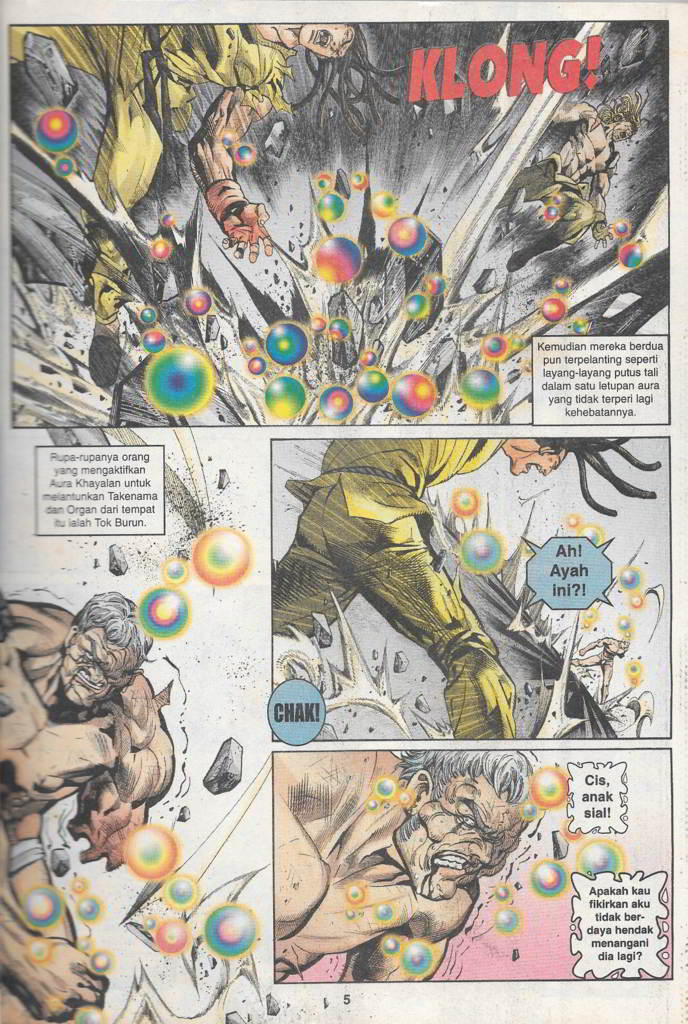 KLONG!
Kemudian mereka berdua
pun terpelanting seperti
layang-layang putus tali
dalam satu letupan aura
yang tidak terperi lagi
kehebatannya.
Rupa-rupanya orang
yang mengaktifkan
Aura Khayalan untuk
melantunkan Takenama
dan Organ dari tempat
itu ialah Tok Burun.
Ah!
Ayah
ini?!
CHAK!
Cis,
anak
sial!
Apakah kau
fikirkan aku
tidak ber-
daya hendak
menangani
dia lagi?
5